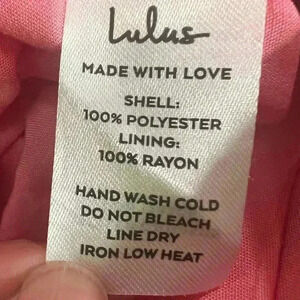 Lulus
MADE WITH LOVE
SHELL:
100% POLYESTER
LINING:
100% RAYON
HAND WASH COLD
DO NOT BLEACH
LINE DRY
IRON LOW HEAT